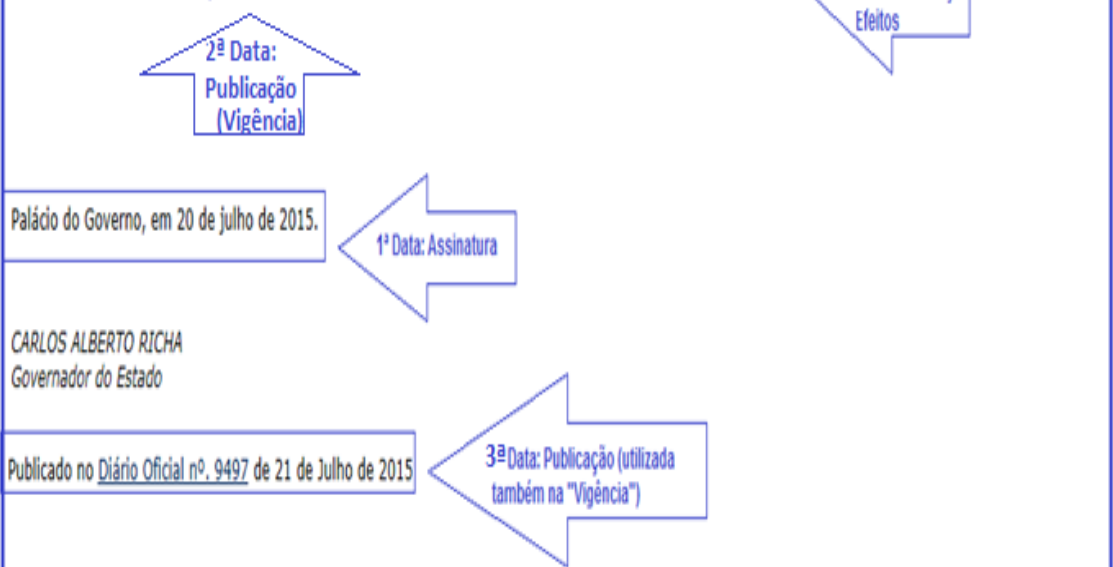 Efeitos
2ª Data:
Publicação
(Vigência)
Palácio do Governo, em 20 de julho de 2015.
1ª Data: Assinatura
CARLOS ALBERTO RICHA
Governador do Estado
3ª Data: Publicação (utilizada
também na "Vigência")
Publicado no Diário Oficial nº. 9497 de 21 de Julho de 2015